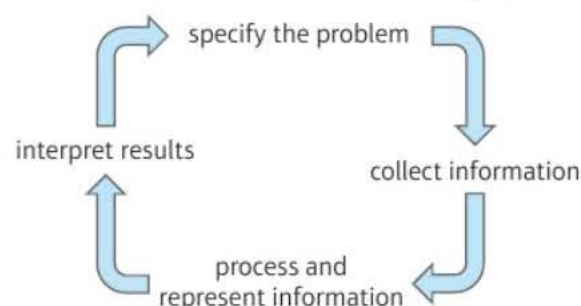 specify the problem
collect information
process and
represent information
interpret results